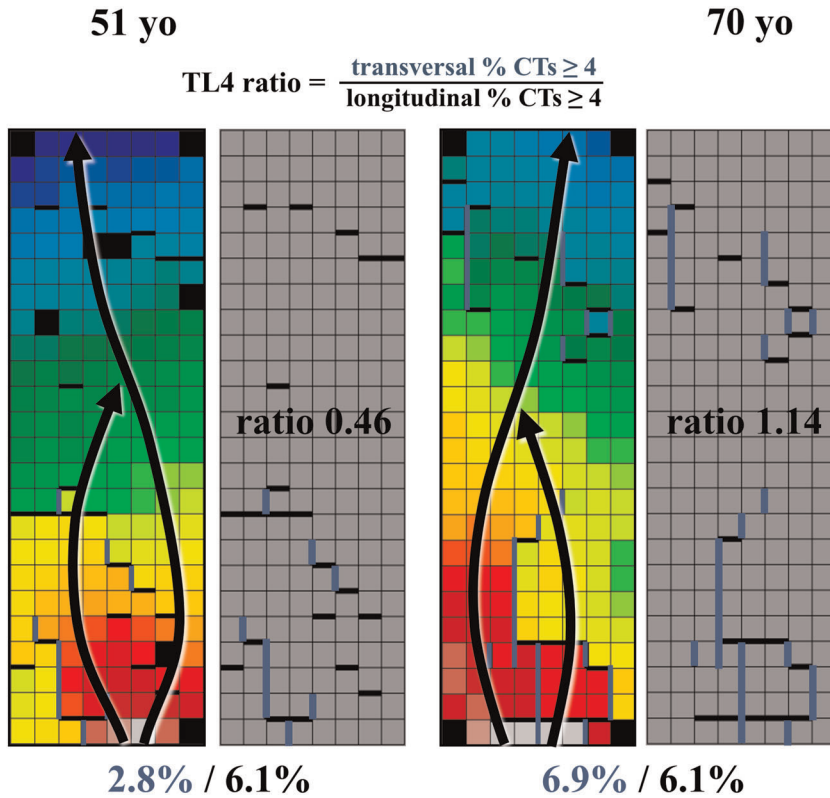 51 yo
70 yo
TL4 ratio = transversal % CTs ≥ 4
longitudinal % CTs ≥ 4
ratio 0.46
ratio 1.14
2.8% / 6.1%
6.9% / 6.1%